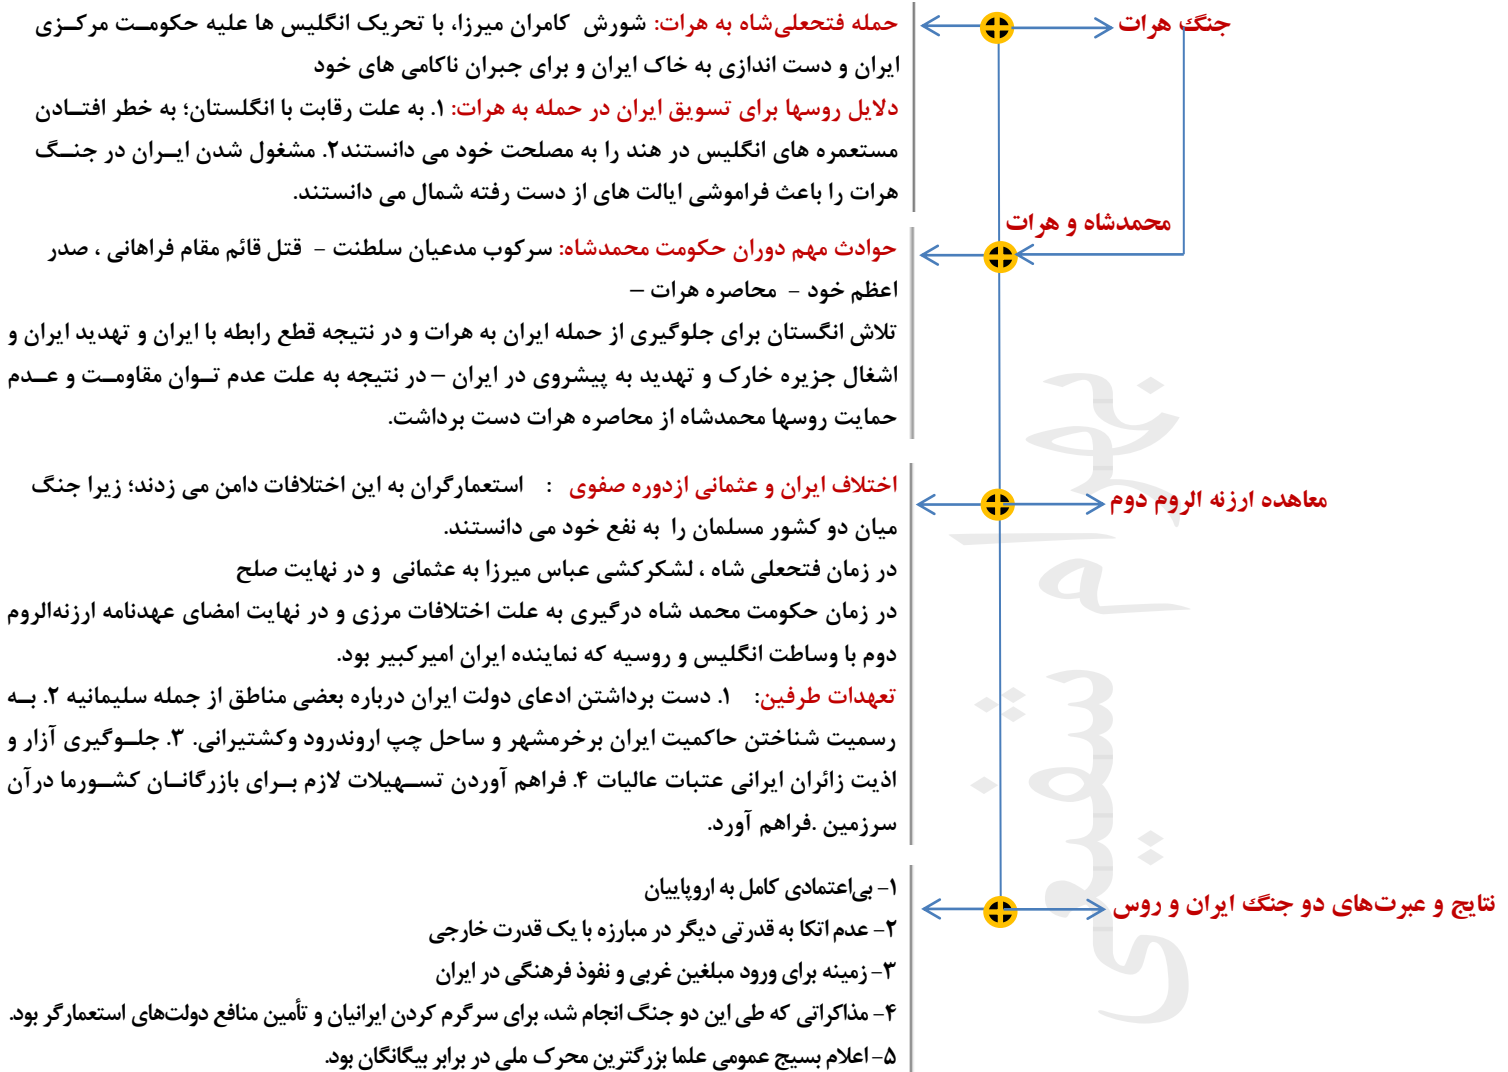 جنگ هرات
حمله فتحعلی‌شاه به هرات: شورش کامران میرزا، با تحریک انگلیس ها علیه حکومت مرکزی
ایران و دست اندازی به خاک ایران و برای جبران ناکامی های خود
دلایل روسها برای تسویق ایران در حمله به هرات: ۱. به علت رقابت با انگلستان؛ به خطر افتادن
مستعمره های انگلیس در هند را به مصلحت خود می دانستند۲. مشغول شدن ایران در جنگ
هرات را باعث فراموشی ایالت های از دست رفته شمال می دانستند.
محمدشاه و هرات
حوادث مهم دوران حکومت محمدشاه: سرکوب مدعیان سلطنت - قتل قائم مقام فراهانی ، صدر
اعظم خود - محاصره هرات –
تلاش انگستان برای جلوگیری از حمله ایران به هرات و در نتیجه قطع رابطه با ایران و تهدید ایران و
اشغال جزیره خارک و تهدید به پیشروی در ایران – در نتیجه به علت عدم توان مقاومت و عدم
حمایت روسها محمدشاه از محاصره هرات دست برداشت.
معاهده ارزنه الروم دوم
اختلاف ایران و عثمانی ازدوره صفوی : استعمارگران به این اختلافات دامن می زدند؛ زیرا جنگ
میان دو کشور مسلمان را به نفع خود می دانستند.
در زمان فتحعلی شاه ، لشکرکشی عباس میرزا به عثمانی و در نهایت صلح
در زمان حکومت محمد شاه درگیری به علت اختلافات مرزی و در نهایت امضای عهدنامه ارزنه‌الروم
دوم با وساطت انگلیس و روسیه که نماینده ایران امیرکبیر بود.
تعهدات طرفین: ۱. دست برداشتن ادعای دولت ایران درباره بعضی مناطق از جمله سلیمانیه ۲. به
رسمیت شناختن حاکمیت ایران برخرمشهر و ساحل چپ اروندرود وکشتیرانی. ۳. جلوگیری آزار و
اذیت زائران ایرانی عتبات عالیات ۴. فراهم آوردن تسهیلات لازم برای بازرگانان کشورما درآن
سرزمین .فراهم آورد.
نتایج و عبرت‌های دو جنگ ایران و روس
۱- بی‌اعتمادی کامل به اروپاییان
۲- عدم اتکا به قدرتی دیگر در مبارزه با یک قدرت خارجی
۳- زمینه برای ورود مبلغین غربی و نفوذ فرهنگی در ایران
۴- مذاکراتی که طی این دو جنگ انجام شد، برای سرگرم کردن ایرانیان و تأمین منافع دولت‌های استعمارگر بود.
۵- اعلام بسیج عمومی علما بزرگترین محرک ملی در برابر بیگانگان بود.
بهرام شفیعی